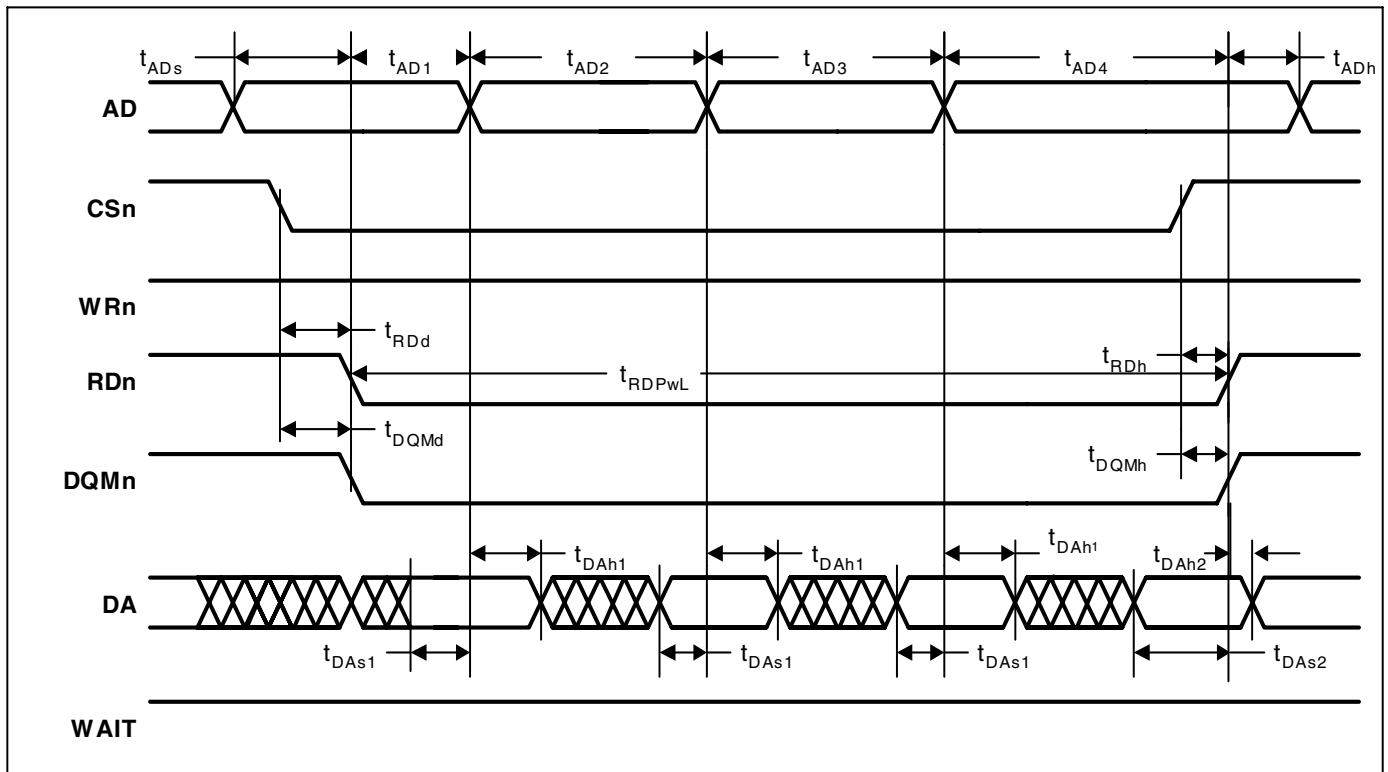 tADs tAD1 tAD2 tAD3 tAD4 tADh
AD
CSn
WRn
tRDd
tRDh
RDn
tRDPwL
tDQMd
tDQMh
DQMn
tDAh1 tDAh1 tDAh1 tDAh2
DA
tDAs1 tDAs1 tDAs1 tDAs2
WAIT